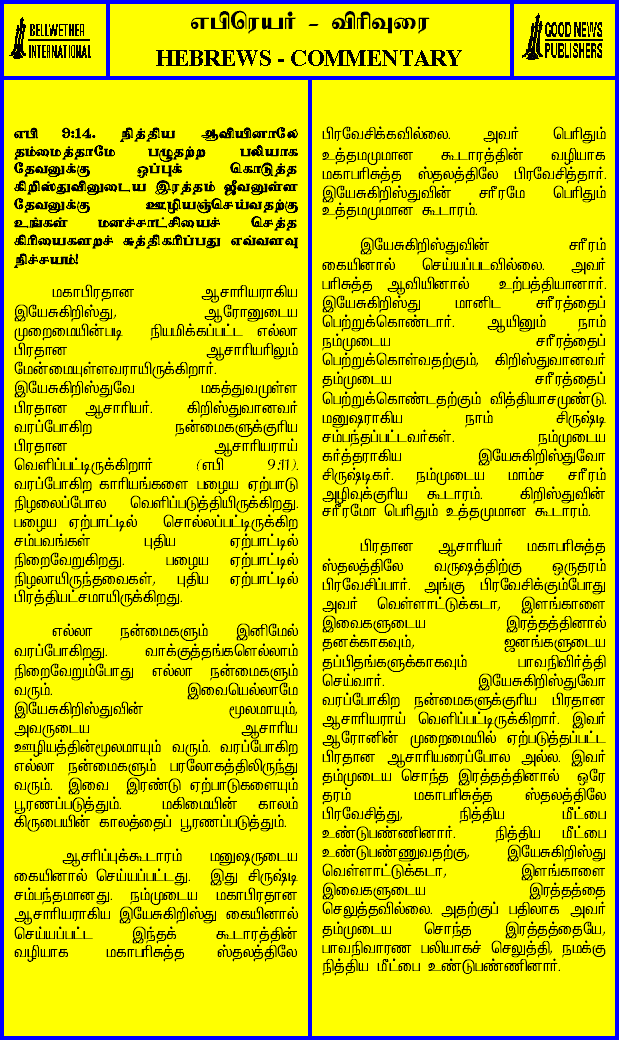 BELLWETHER
INTERNATIONAL
எபிரெயர் - விரிவுரை
HEBREWS - COMMENTARY
GOOD NEWS
PUBLISHERS
எபி 9:14. நித்திய ஆவியினாலே
தம்மைத்தாமே பழுதற்ற பலியாக
தேவனுக்கு ஒப்புக் கொடுத்த
கிறிஸ்துவினுடைய இரத்தம் ஜீவனுள்ள
தேவனுக்கு ஊழியஞ்செய்வதற்கு
உங்கள் மனச்சாட்சியைச் செத்த
கிரியைகளறச் சுத்திகரிப்பது எவ்வளவு
நிச்சயம்!
மகாபிரதான ஆசாரியராகிய
இயேசுகிறிஸ்து, ஆரோனுடைய
முறைமையின்படி நியமிக்கப்பட்ட எல்லா
பிரதான ஆசாரியரிலும்
மேன்மையுள்ளவராயிருக்கிறார்.
இயேசுகிறிஸ்துவே மகத்துவமுள்ள
பிரதான ஆசாரியர். கிறிஸ்துவானவர்
வரப்போகிற நன்மைகளுக்குரிய
பிரதான ஆசாரியராய்
வெளிப்பட்டிருக்கிறார் (எபி 9:11).
வரப்போகிற காரியங்களை பழைய ஏற்பாடு
நிழலைப்போல வெளிப்படுத்தியிருக்கிறது.
பழைய ஏற்பாட்டில் சொல்லப்பட்டிருக்கிற
சம்பவங்கள் புதிய ஏற்பாட்டில்
நிறைவேறுகிறது. பழைய ஏற்பாட்டில்
நிழலாயிருந்தவைகள், புதிய ஏற்பாட்டில்
பிரத்தியட்சமாயிருக்கிறது.
எல்லா நன்மைகளும் இனிமேல்
வரப்போகிறது. வாக்குத்தங்களெல்லாம்
நிறைவேறும்போது எல்லா நன்மைகளும்
வரும். இவையெல்லாமே
இயேசுகிறிஸ்துவின் மூலமாயும்,
அவருடைய ஆசாரிய
ஊழியத்தின்மூலமாயும் வரும். வரப்போகிற
எல்லா நன்மைகளும் பரலோகத்திலிருந்து
வரும். இவை இரண்டு ஏற்பாடுகளையும்
பூரணப்படுத்தும். மகிமையின் காலம்
கிருபையின் காலத்தைப் பூரணப்படுத்தும்.
ஆசரிப்புக்கூடாரம் மனுஷருடைய
கையினால் செய்யப்பட்டது. இது சிருஷ்டி
சம்பந்தமானது. நம்முடைய மகாபிரதான
ஆசாரியராகிய இயேசுகிறிஸ்து கையினால்
செய்யப்பட்ட இந்தக் கூடாரத்தின்
வழியாக மகாபரிசுத்த ஸ்தலத்திலே
பிரவேசிக்கவில்லை. அவர் பெரிதும்
உத்தமமுமான கூடாரத்தின் வழியாக
மகாபரிசுத்த ஸ்தலத்திலே பிரவேசித்தார்.
இயேசுகிறிஸ்துவின் சரீரமே பெரிதும்
உத்தமமுமான கூடாரம்.
இயேசுகிறிஸ்துவின் சரீரம்
கையினால் செய்யப்படவில்லை. அவர்
பரிசுத்த ஆவியினால் உற்பத்தியானார்.
இயேசுகிறிஸ்து மானிட சரீரத்தைப்
பெற்றுக்கொண்டார். ஆயினும் நாம்
நம்முடைய சரீரத்தைப்
பெற்றுக்கொள்வதற்கும், கிறிஸ்துவானவர்
தம்முடைய சரீரத்தைப்
பெற்றுக்கொண்டதற்கும் வித்தியாசமுண்டு.
மனுஷராகிய நாம் சிருஷ்டி
சம்பந்தப்பட்டவர்கள். நம்முடைய
கர்த்தராகிய இயேசுகிறிஸ்துவோ
சிருஷ்டிகர். நம்முடைய மாம்ச சரீரம்
அழிவுக்குரிய கூடாரம். கிறிஸ்துவின்
சரீரமோ பெரிதும் உத்தமுமான கூடாரம்.
பிரதான ஆசாரியர் மகாபரிசுத்த
ஸ்தலத்திலே வருஷத்திற்கு ஒருதரம்
பிரவேசிப்பார். அங்கு பிரவேசிக்கும்போது
அவர் வெள்ளாட்டுக்கடா, இளங்காளை
இவைகளுடைய இரத்தத்தினால்
தனக்காகவும், ஜனங்களுடைய
தப்பிதங்களுக்காகவும் பாவநிவிர்த்தி
செய்வார். இயேசுகிறிஸ்துவோ
வரப்போகிற நன்மைகளுக்குரிய பிரதான
ஆசாரியராய் வெளிப்பட்டிருக்கிறார். இவர்
ஆரோனின் முறைமையில் ஏற்படுத்தப்பட்ட
பிரதான ஆசாரியரைப்போல அல்ல. இவர்
தம்முடைய சொந்த இரத்தத்தினால் ஒரே
தரம் மகாபரிசுத்த ஸ்தலத்திலே
பிரவேசித்து, நித்திய மீட்பை
உண்டுபண்ணினார். நித்திய மீட்பை
உண்டுபண்ணுவதற்கு, இயேசுகிறிஸ்து
வெள்ளாட்டுக்கடா, இளங்காளை
இவைகளுடைய இரத்தத்தை
செலுத்தவில்லை. அதற்குப் பதிலாக அவர்
தம்முடைய சொந்த இரத்தத்தையே,
பாவநிவாரண பலியாகச் செலுத்தி, நமக்கு
நித்திய மீட்பை உண்டுபண்ணினார்.